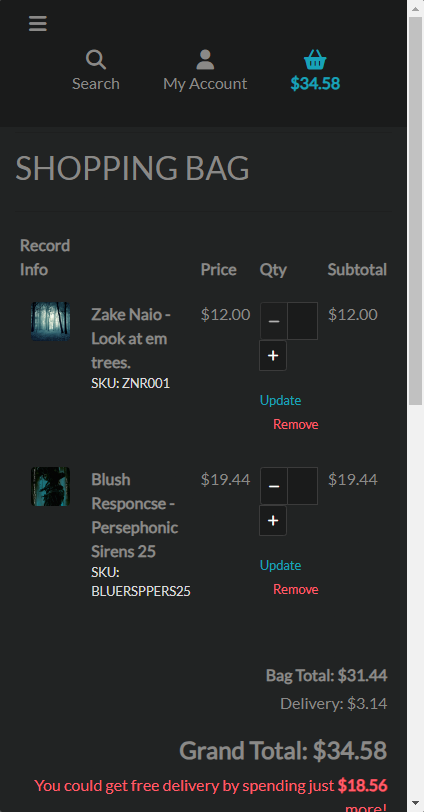 Search My Account $34.58
SHOPPING BAG
Record
Info Price Qty Subtotal
Zake Naio - $12.00 − $12.00
Look at em
trees. +
SKU: ZNR001
Update
Remove
Blush $19.44 − $19.44
Responcse -
Persephonic +
Sirens 25
SKU: Update
BLUERSPPERS25 Remove
Bag Total: $31.44
Delivery: $3.14
Grand Total: $34.58
You could get free delivery by spending just $18.56
more!